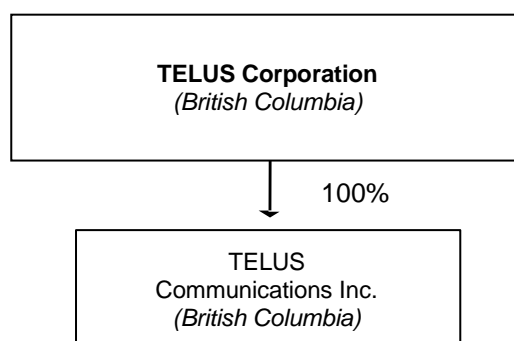 TELUS Corporation
(British Columbia)
100%
TELUS
Communications Inc.
(British Columbia)